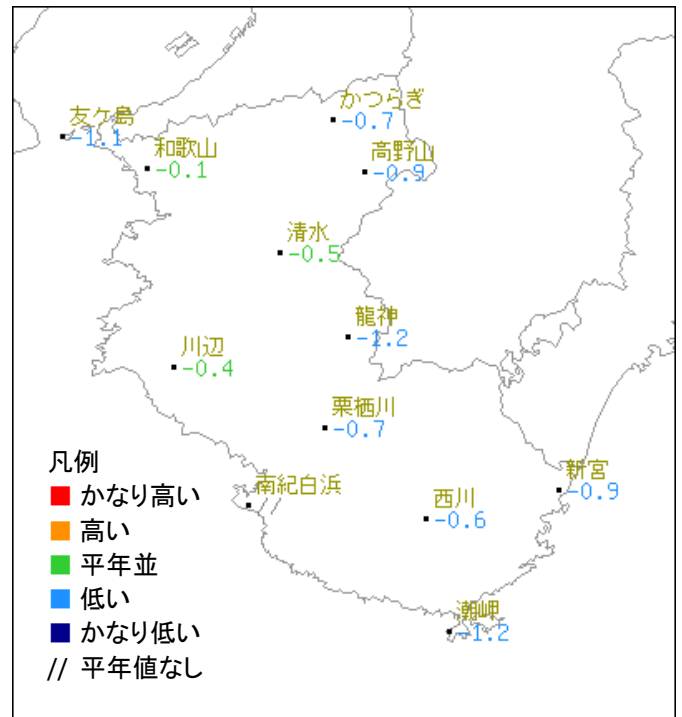 かつらぎ
-0.7
友ケ島
-1.1
和歌山
-0.1
高野山
-0.9
清水
-0.5
龍神
-1.2
川辺
-0.4
栗栖川
-0.7
南紀白浜
//
西川
-0.6
新宮
-0.9
潮岬
-1.2
凡例
かなり高い
高い
平年並
低い
かなり低い
// 平年値なし